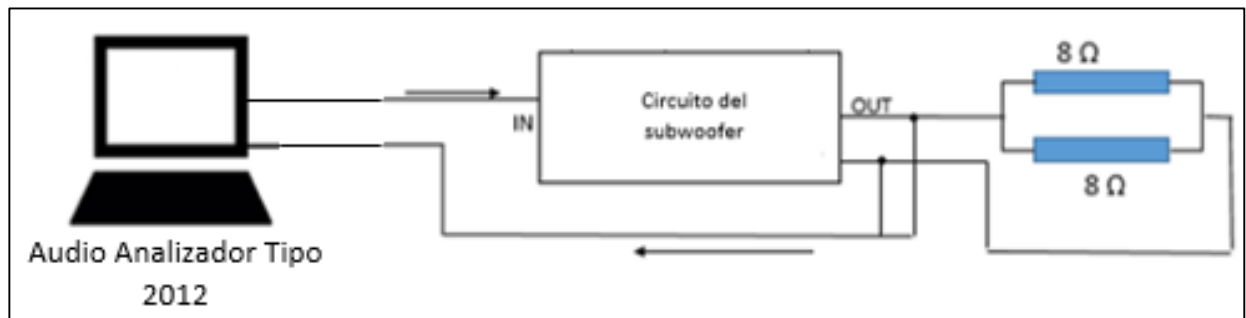 8 Ω
Circuito del
subwoofer
IN
OUT
8 Ω
Audio Analizador Tipo
2012